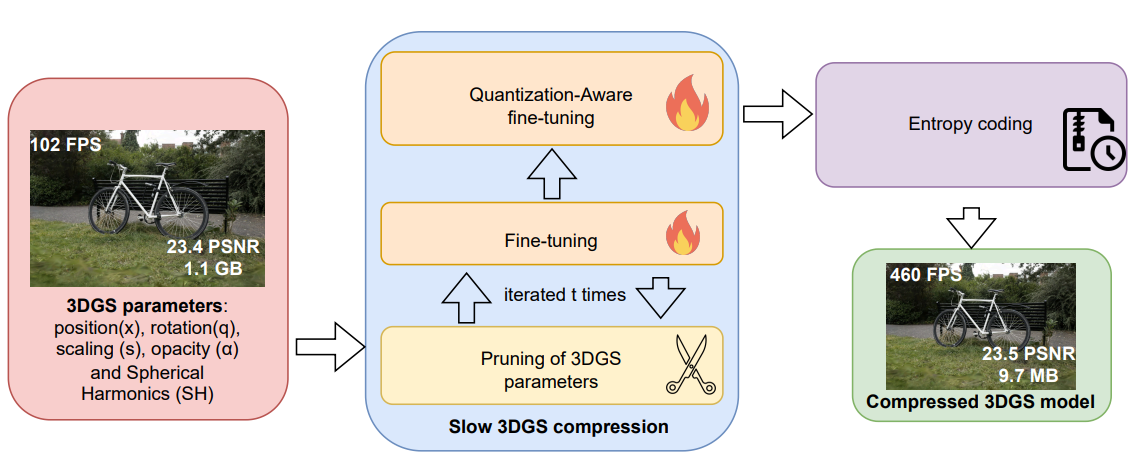 102 FPS
23.4 PSNR
1.1 GB
3DGS parameters:
position(x), rotation(q),
scaling (s), opacity (α)
and Spherical
Harmonics (SH)
Quantization-Aware
fine-tuning
Fine-tuning
iterated t times
Pruning of 3DGS
parameters
Slow 3DGS compression
Entropy coding
460 FPS
23.5 PSNR
9.7 MB
Compressed 3DGS model